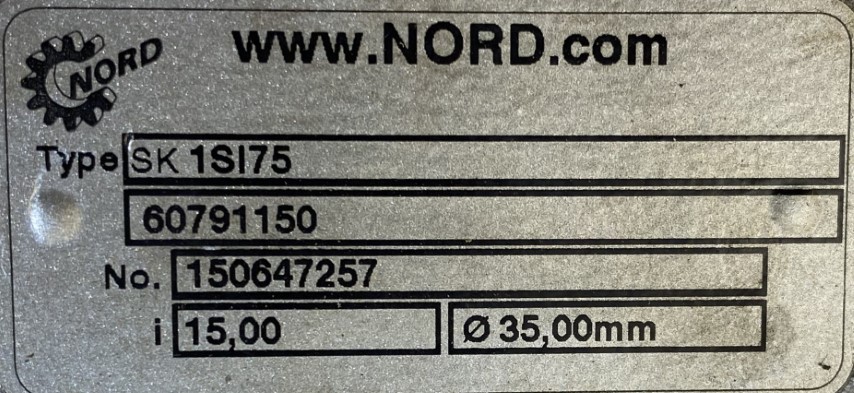 NORD
www.NORD.com
Type SK 1SI75
60791150
No. 150647257
i 15,00 Ø 35,00mm